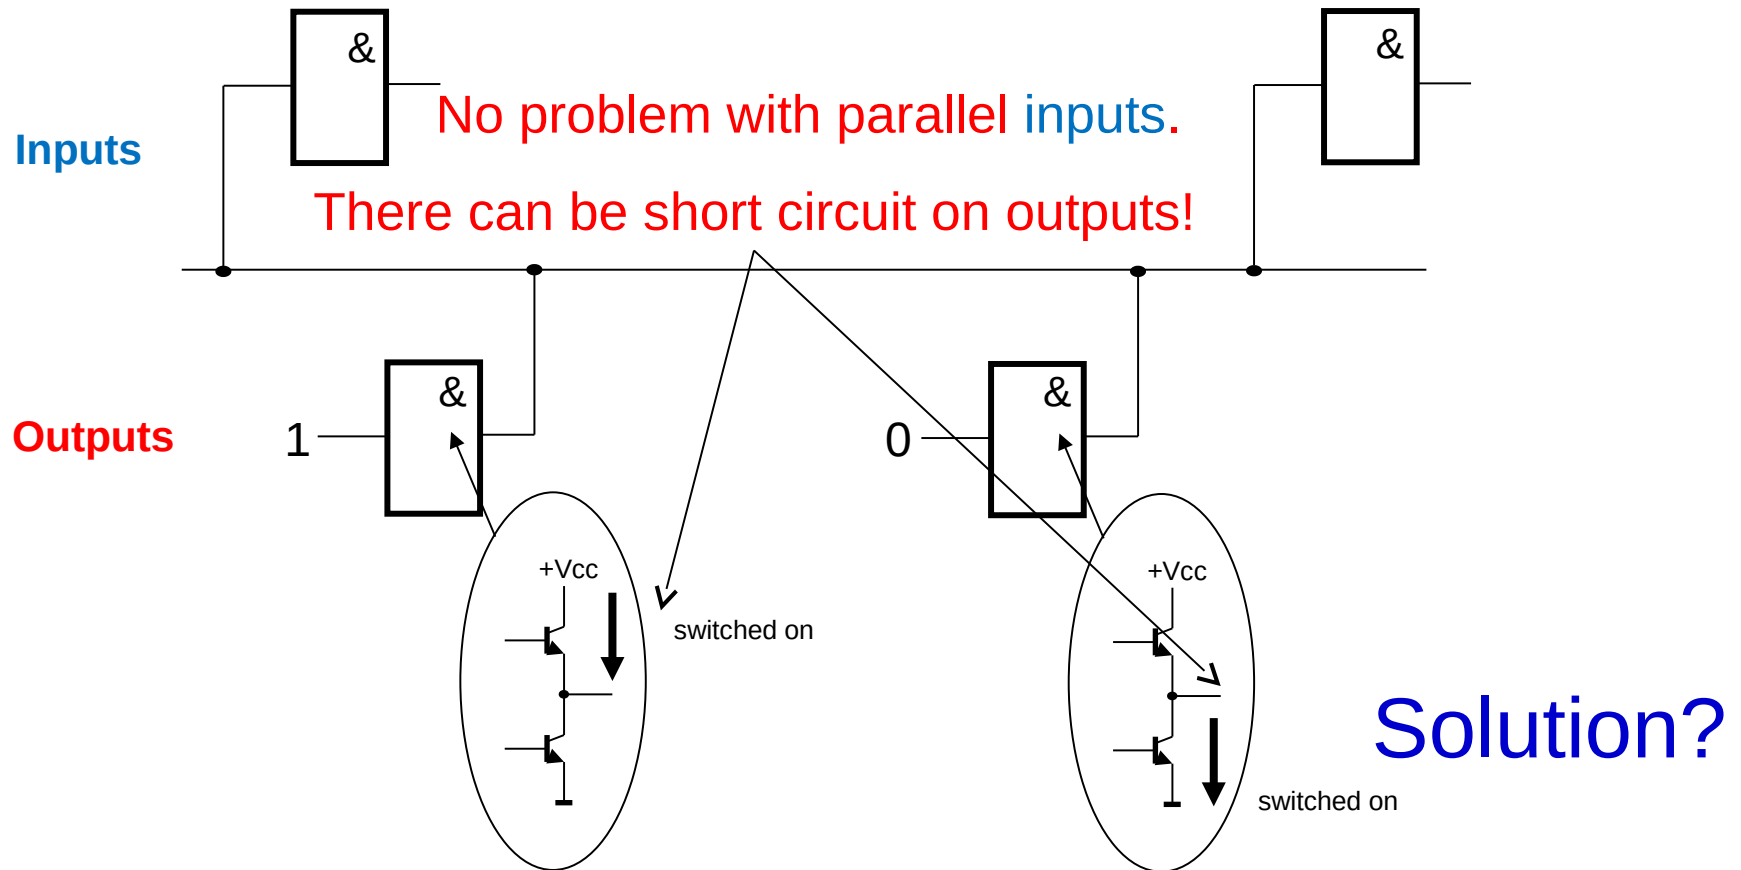 &
&
No problem with parallel inputs.
Inputs
There can be short circuit on outputs!
&
&
Outputs
1
0
+Vcc
+Vcc
switched on
Solution?
switched on